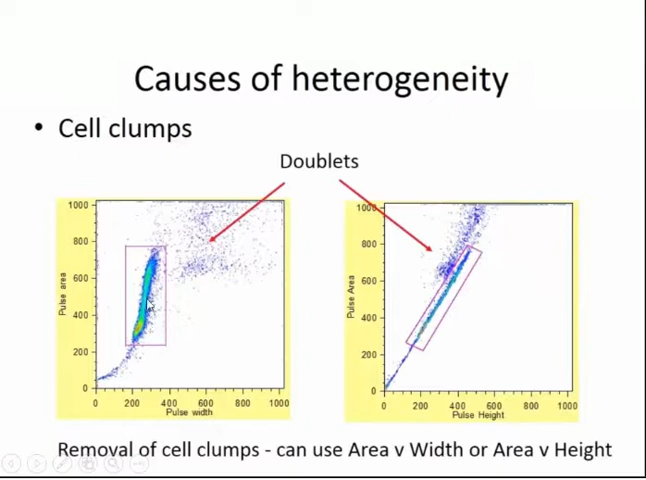 Causes of heterogeneity
• Cell clumps
Doublets
1000
800
600
400
200
0
Pulse area
0 200 400 600 800 1000
Pulse width
1000
800
600
400
200
0
Pulse Area
0 200 400 600 800 1000
Pulse Height
Removal of cell clumps - can use Area v Width or Area v Height